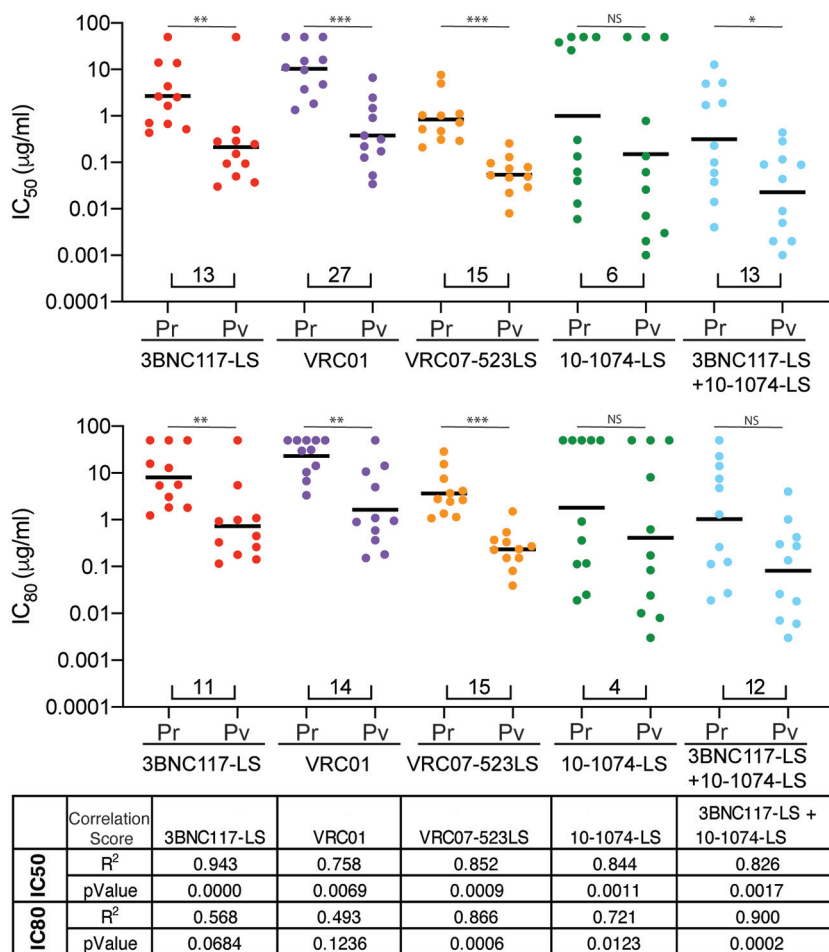 ** *** *** NS *
100
10
1
0.1
0.01
0.001
0.0001
IC50 (µg/ml)
13 27 15 6 13
Pr Pv Pr Pv Pr Pv Pr Pv Pr Pv
3BNC117-LS VRC01 VRC07-523LS 10-1074-LS 3BNC117-LS
+10-1074-LS
** ** *** NS NS
100
10
1
0.1
0.01
0.001
0.0001
IC80 (µg/ml)
11 14 15 4 12
Pr Pv Pr Pv Pr Pv Pr Pv Pr Pv
3BNC117-LS VRC01 VRC07-523LS 10-1074-LS 3BNC117-LS
+10-1074-LS
Correlation 3BNC117-LS +
Score 3BNC117-LS VRC01 VRC07-523LS 10-1074-LS 10-1074-LS
IC50 R² 0.943 0.758 0.852 0.844 0.826
pValue 0.0000 0.0069 0.0009 0.0011 0.0017
IC80 R² 0.568 0.493 0.866 0.721 0.900
pValue 0.0684 0.1236 0.0006 0.0123 0.0002